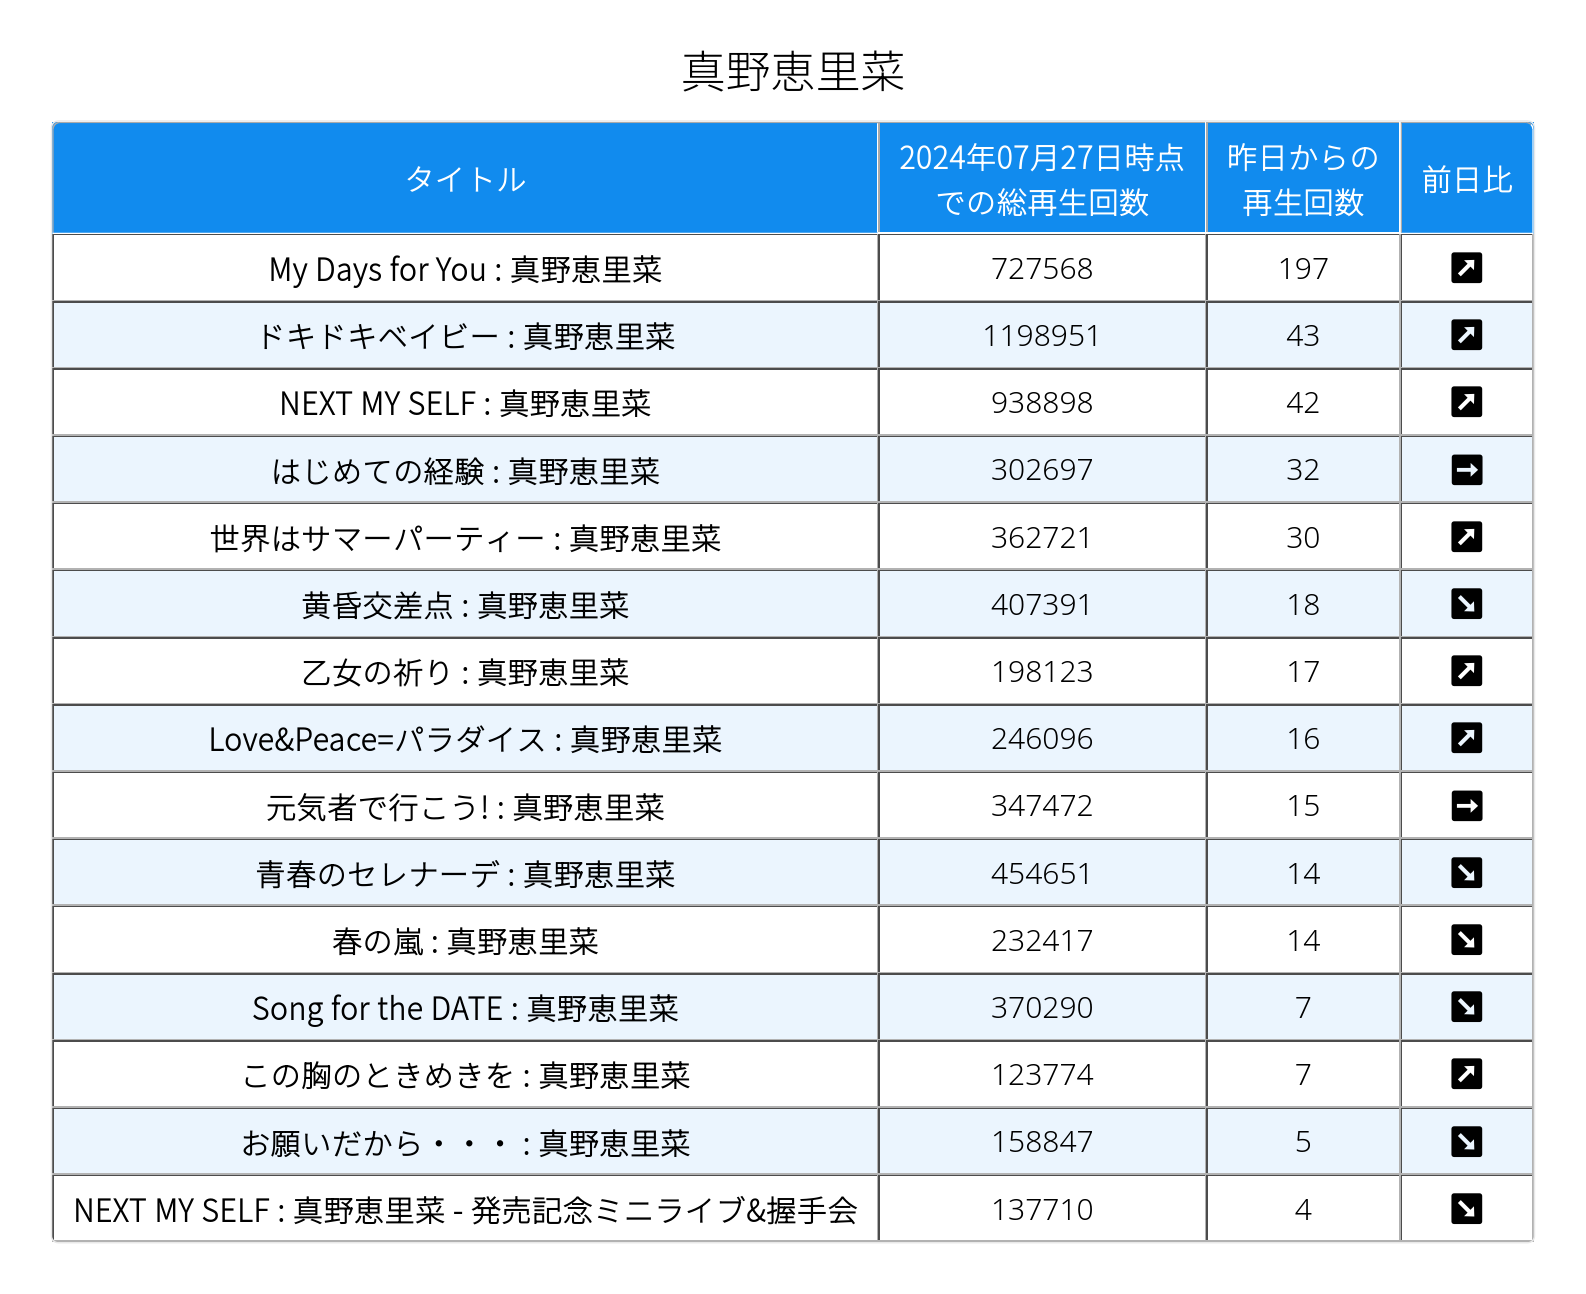 真野恵里菜
タイトル 2024年07月27日時点での総再生回数 昨日からの再生回数 前日比
My Days for You : 真野恵里菜 727568 197 ↗
ドキドキベイビー : 真野恵里菜 1198951 43 ↗
NEXT MY SELF : 真野恵里菜 938898 42 ↗
はじめての経験 : 真野恵里菜 302697 32 →
世界はサマーパーティー : 真野恵里菜 362721 30 ↗
黄昏交差点 : 真野恵里菜 407391 18 ↘
乙女の祈り : 真野恵里菜 198123 17 ↗
Love&Peace=パラダイス : 真野恵里菜 246096 16 ↗
元気者で行こう! : 真野恵里菜 347472 15 →
青春のセレナーデ : 真野恵里菜 454651 14 ↘
春の嵐 : 真野恵里菜 232417 14 ↘
Song for the DATE : 真野恵里菜 370290 7 ↘
この胸のときめきを : 真野恵里菜 123774 7 ↗
お願いだから・・・ : 真野恵里菜 158847 5 ↘
NEXT MY SELF : 真野恵里菜 - 発売記念ミニライブ&握手会 137710 4 ↘